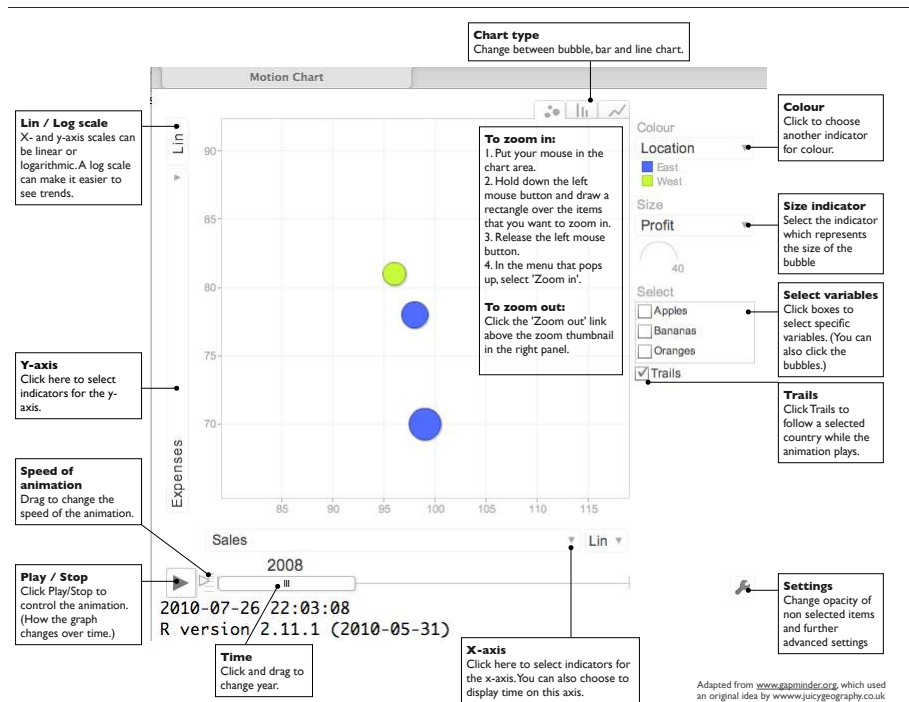 Chart type
Change between bubble, bar and line chart.
Motion Chart
Lin / Log scale
X- and y-axis scales can
be linear or
logarithmic. A log scale
can make it easier to
see trends.
Lin
90
85
80
75
70
Expenses
Y-axis
Click here to select
indicators for the y-
axis.
To zoom in:
1. Put your mouse in the
chart area.
2. Hold down the left
mouse button and draw a
rectangle over the items
that you want to zoom in.
3. Release the left mouse
button.
4. In the menu that pops
up, select 'Zoom in'.
To zoom out:
Click the 'Zoom out' link
above the zoom thumbnail
in the right panel.
Colour
Location
East
West
Size
Profit
40
Select
Apples
Bananas
Oranges
Trails
Colour
Click to choose
another indicator
for colour.
Size indicator
Select the indicator
which represents
the size of the
bubble
Select variables
Click boxes to
select specific
variables. (You can
also click the
bubbles.)
Trails
Click Trails to
follow a selected
country while the
animation plays.
85 90 95 100 105 110 115
Sales
Lin
Speed of
animation
Drag to change the
speed of the animation.
2008
Play / Stop
Click Play/Stop to
control the animation.
(How the graph
changes over time.)
2010-07-26 22:03:08
R version 2.11.1 (2010-05-31)
Time
Click and drag to
change year.
X-axis
Click here to select indicators for
the x-axis. You can also choose to
display time on this axis.
Settings
Change opacity of
non selected items
and further
advanced settings
Adapted from www.gapminder.org, which used
an original idea by wwww.juicygeography.co.uk